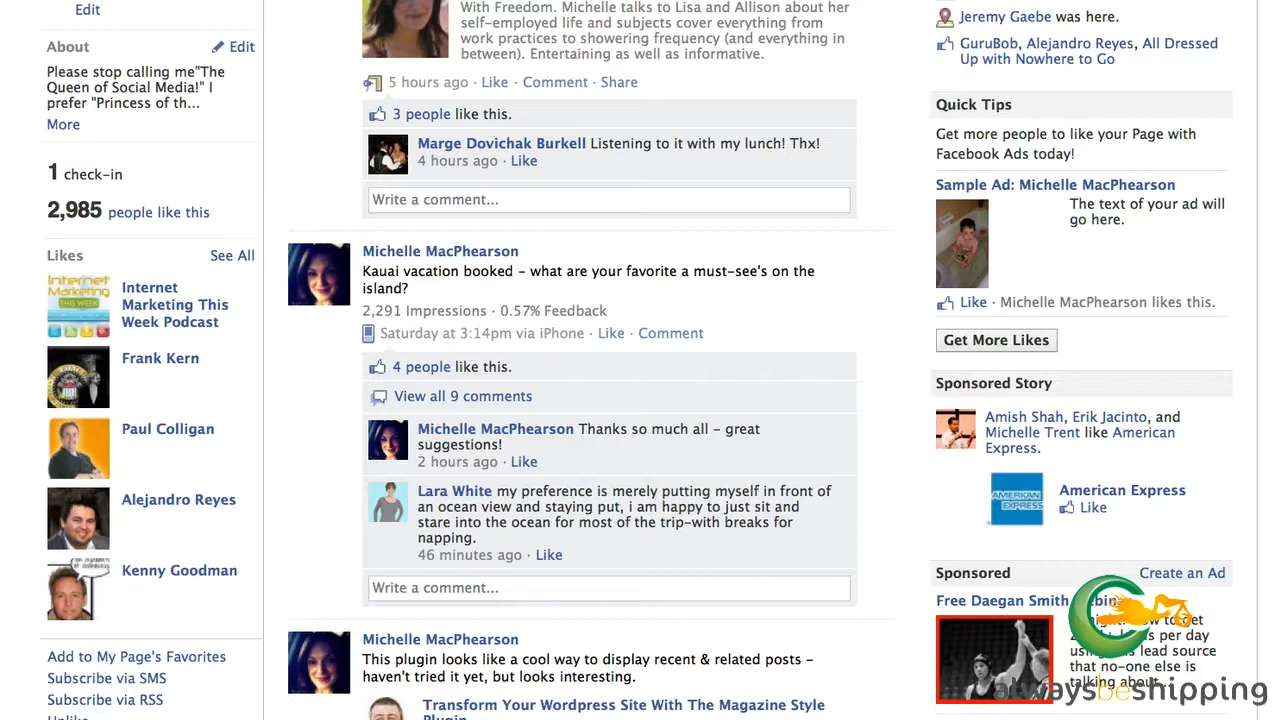 Edit
About
Edit
Please stop calling me"The
Queen of Social Media!" I
prefer "Princess of th...
More
1 check-in
2,985 people like this
Likes
See All
Internet
Marketing This
Week Podcast
Frank Kern
Paul Colligan
Alejandro Reyes
Kenny Goodman
Add to My Page's Favorites
Subscribe via SMS
Subscribe via RSS
Unlike
With Freedom. Michelle talks to Lisa and Allison about her
self-employed life and subjects cover everything from
work practices to showering frequency (and everything in
between). Entertaining as well as informative.
5 hours ago · Like · Comment · Share
3 people like this.
Marge Dovichak Burkell Listening to it with my lunch! Thx!
4 hours ago · Like
Write a comment...
Michelle MacPhearson
Kauai vacation booked – what are your favorite a must-see's on the
island?
2,291 Impressions · 0.57% Feedback
Saturday at 3:14pm via iPhone · Like · Comment
4 people like this.
View all 9 comments
Michelle MacPhearson Thanks so much all – great
suggestions!
2 hours ago · Like
Lara White my preference is merely putting myself in front of
an ocean view and staying put, i am happy to just sit and
stare into the ocean for most of the trip-with breaks for
napping.
46 minutes ago · Like
Write a comment...
Michelle MacPhearson
This plugin looks like a cool way to display recent & related posts –
haven't tried it yet, but looks interesting.
Transform Your Wordpress Site With The Magazine Style
Plugin
Jeremy Gaebe was here.
GuruBob, Alejandro Reyes, All Dressed
Up with Nowhere to Go
Quick Tips
Get more people to like your Page with
Facebook Ads today!
Sample Ad: Michelle MacPhearson
The text of your ad will
go here.
Like · Michelle MacPhearson likes this.
Get More Likes
Sponsored Story
Amish Shah, Erik Jacinto, and
Michelle Trent like American
Express.
AMERICAN
EXPRESS
American Express
Like
Sponsored
Create an Ad
Free Daegan Smith
to get
per day
lead source
that no-one else is
talking about..
alwaysbeshipping